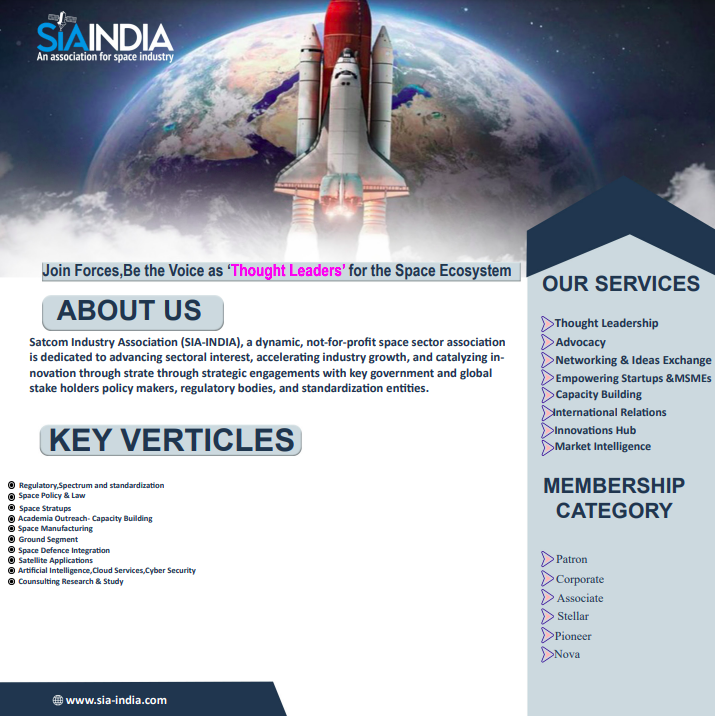 SiAINDIA
An association for space industry
Join Forces,Be the Voice as ‘Thought Leaders’ for the Space Ecosystem
ABOUT US
Satcom Industry Association (SIA-INDIA), a dynamic, not-for-profit space sector association
is dedicated to advancing sectoral interest, accelerating industry growth, and catalyzing in-
novation through strate through strategic engagements with key government and global
stake holders policy makers, regulatory bodies, and standardization entities.
KEY VERTICLES
Regulatory,Spectrum and standardization
Space Policy & Law
Space Stratups
Academia Outreach- Capacity Building
Space Manufacturing
Ground Segment
Space Defence Integration
Satellite Applications
Artificial Intelligence,Cloud Services,Cyber Security
Counsulting Research & Study
OUR SERVICES
Thought Leadership
Advocacy
Networking & Ideas Exchange
Empowering Startups &MSMEs
Capacity Building
International Relations
Innovations Hub
Market Intelligence
MEMBERSHIP
CATEGORY
Patron
Corporate
Associate
Stellar
Pioneer
Nova
www.sia-india.com